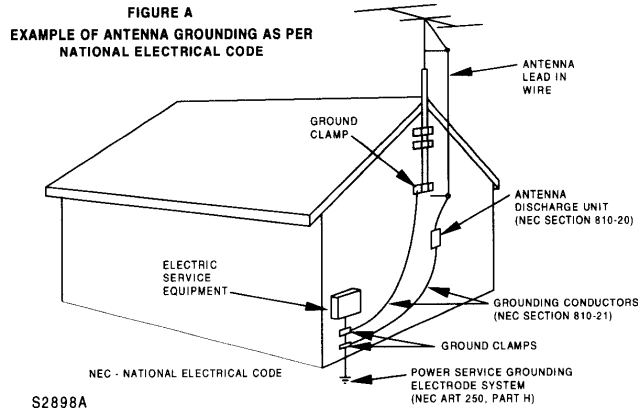 FIGURE A
EXAMPLE OF ANTENNA GROUNDING AS PER
NATIONAL ELECTRICAL CODE
ANTENNA
LEAD IN
WIRE
GROUND
CLAMP
ANTENNA
DISCHARGE UNIT
(NEC SECTION 810-20)
ELECTRIC
SERVICE
EQUIPMENT
GROUNDING CONDUCTORS
(NEC SECTION 810-21)
GROUND CLAMPS
NEC - NATIONAL ELECTRICAL CODE
POWER SERVICE GROUNDING
ELECTRODE SYSTEM
(NEC ART 250, PART H)
S2898A